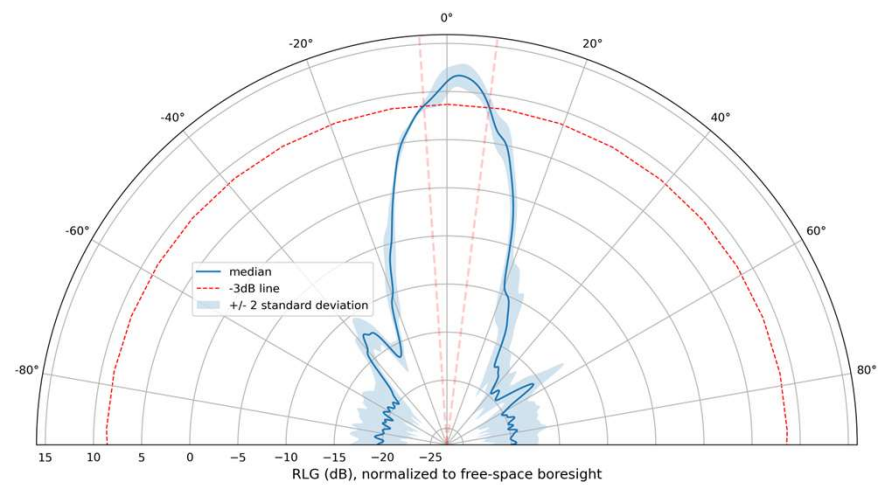 0°
-20°
20°
-40°
40°
-60°
60°
median
-3dB line
+/- 2 standard deviation
-80°
80°
15 10 5 0 −5 −10 −15 −20 −25
RLG (dB), normalized to free-space boresight